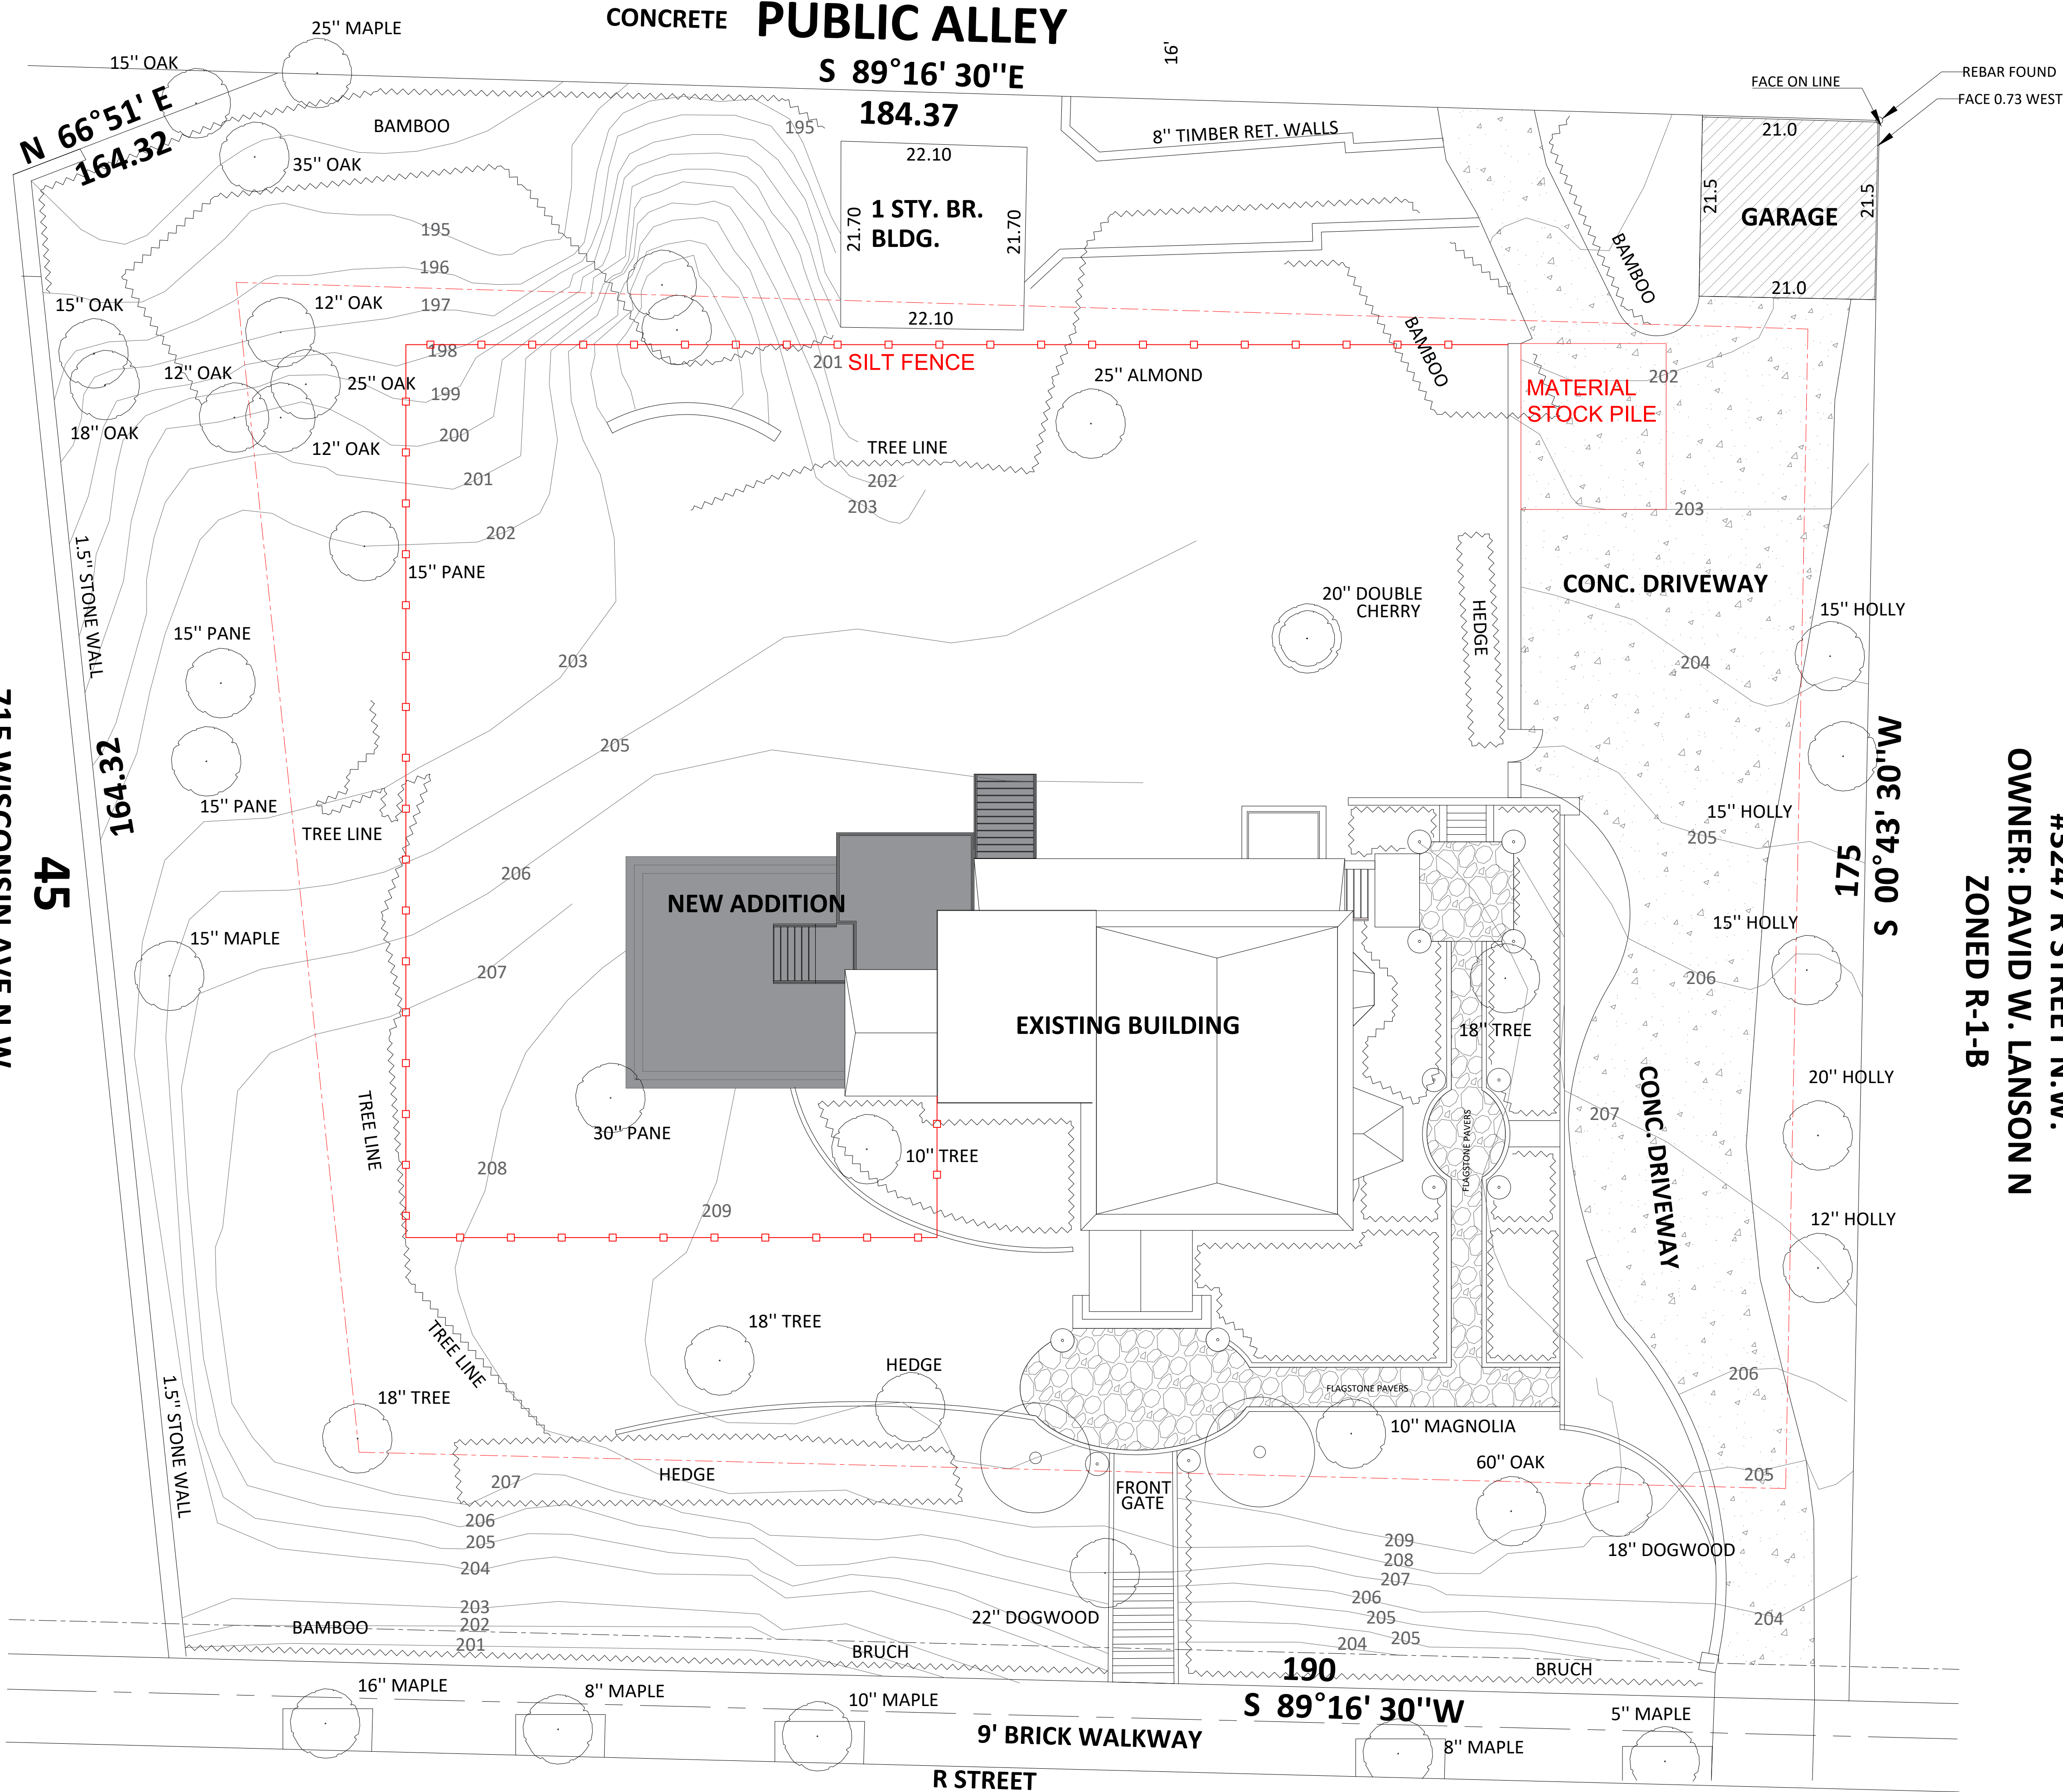 CONCRETE PUBLIC ALLEY
16'
S 89°16' 30''E
184.37
25'' MAPLE
15'' OAK
N 66°51' E
164.32
BAMBOO
35'' OAK
195
22.10
21.70
1 STY. BR.
BLDG.
21.70
22.10
8'' TIMBER RET. WALLS
FACE ON LINE
REBAR FOUND
FACE 0.73 WEST
21.0
21.5
GARAGE
21.5
21.0
BAMBOO
195
196
197
198
199
200
201
202
203
15'' OAK
12'' OAK
12'' OAK
25'' OAK
18'' OAK
12'' OAK
201
SILT FENCE
25'' ALMOND
BAMBOO
MATERIAL
STOCK PILE
202
203
TREE LINE
202
203
15'' PANE
1.5'' STONE WALL
15'' PANE
15'' PANE
TREE LINE
20'' DOUBLE
CHERRY
HEDGE
CONC. DRIVEWAY
15'' HOLLY
204
164.32
45
205
206
207
15'' MAPLE
NEW ADDITION
EXISTING BUILDING
15'' HOLLY
205
175
S 00°43' 30''W
15'' HOLLY
206
18'' TREE
20'' HOLLY
207
CONC. DRIVEWAY
FLAGSTONE PAVERS
12'' HOLLY
#3247 R STREET N.W.
OWNER: DAVID W. LANSON N
ZONED R-1-B
715 WISCONSIN AVE N.W
TREE LINE
30'' PANE
10'' TREE
208
209
18'' TREE
TREE LINE
HEDGE
18'' TREE
FLAGSTONE PAVERS
10'' MAGNOLIA
206
205
60'' OAK
18'' DOGWOOD
1.5'' STONE WALL
HEDGE
FRONT
GATE
207
206
205
204
203
202
201
209
208
207
206
205
204
205
204
BAMBOO
22'' DOGWOOD
BRUCH
190
BRUCH
S 89°16' 30''W
16'' MAPLE
8'' MAPLE
10'' MAPLE
9' BRICK WALKWAY
8'' MAPLE
5'' MAPLE
R STREET